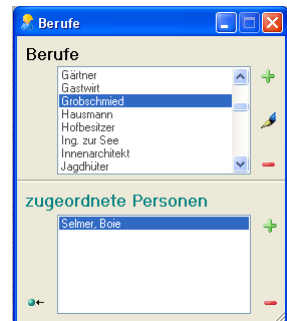 Berufe
Berufe
Gärtner
Gastwirt
Grobschmied
Hausmann
Hofbesitzer
Ing. zur See
Innenarchitekt
Jagdhüter
zugeordnete Personen
Selmer, Boie